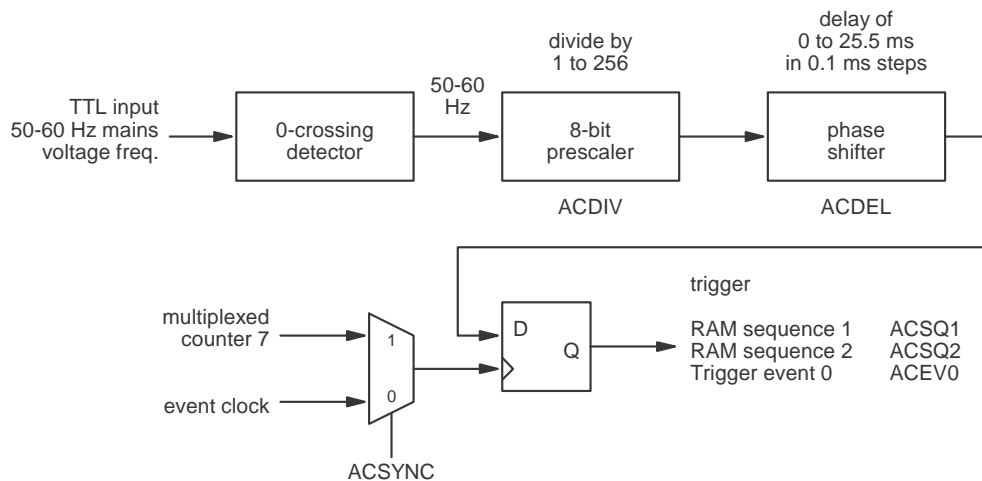 delay of
0 to 25.5 ms
in 0.1 ms steps
divide by
1 to 256
50-60
Hz
TTL input
50-60 Hz mains
voltage freq.
0-crossing
detector
8-bit
prescaler
phase
shifter
ACDIV
ACDEL
trigger
multiplexed
counter 7
1
D
Q
RAM sequence 1 ACSQ1
RAM sequence 2 ACSQ2
Trigger event 0 ACEV0
event clock
0
ACSYNC